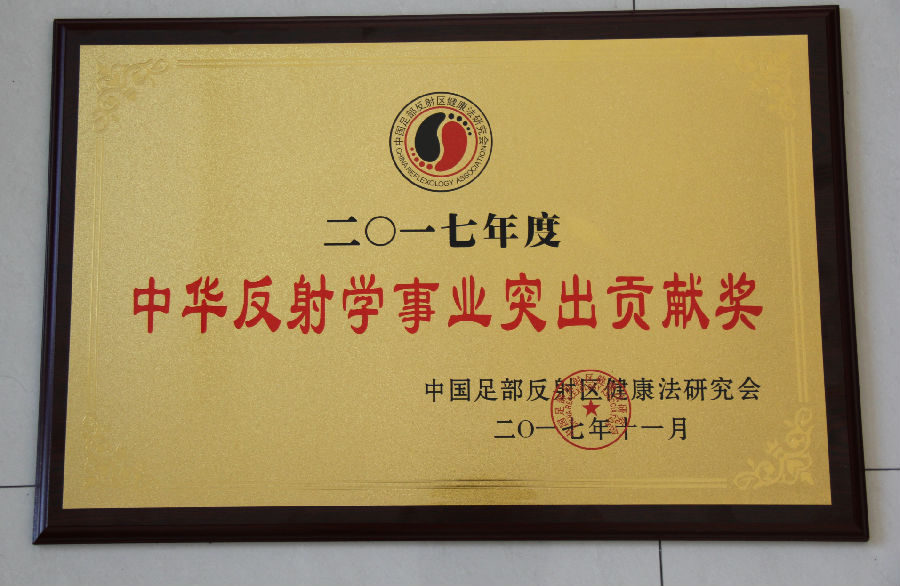 中国足部反射区健康法研究会
CHINA REFLEXOLOGY ASSOCIATION
二〇一七年度
中华反射学事业突出贡献奖
中国足部反射区健康法研究会
二〇一七年十一月